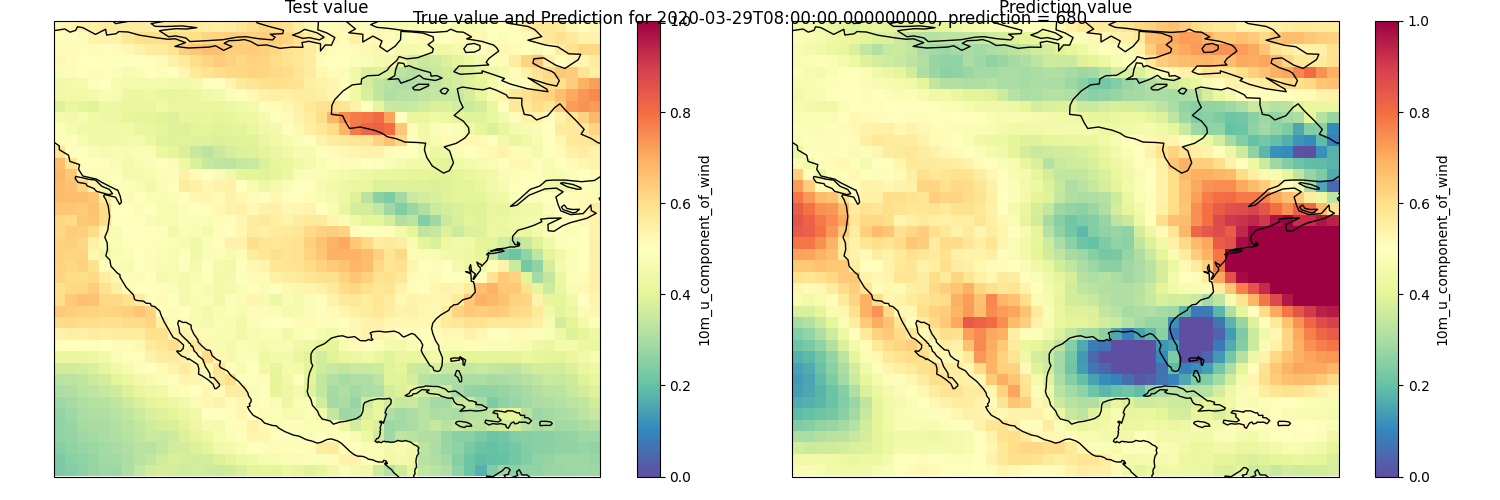 Test value
True value and Prediction for 2020-03-29T08:00:00.000000000, prediction = 680
Prediction value
1.0
0.8
0.6
0.4
0.2
0.0
10m_u_component_of_wind
1.0
0.8
0.6
0.4
0.2
0.0
10m_u_component_of_wind